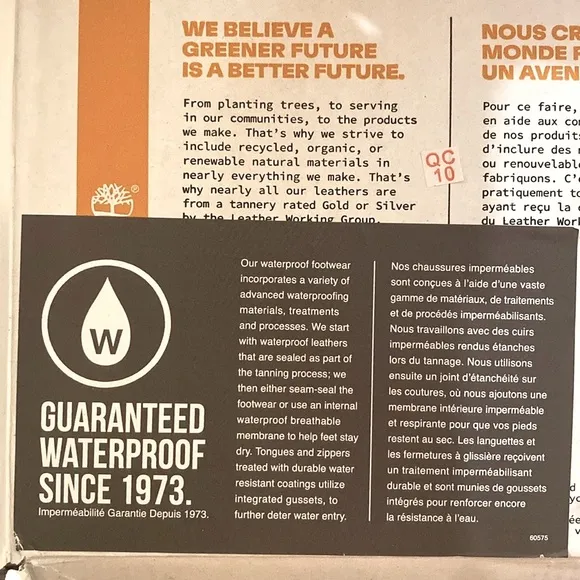 WE BELIEVE A
GREENER FUTURE
IS A BETTER FUTURE.
From planting trees, to serving
in our communities, to the products
we make. That's why we strive to
include recycled, organic, or
renewable natural materials in
nearly everything we make. That's
why nearly all our leathers are
from a tannery rated Gold or Silver
by the Leather Working Group.
QC
10
NOUS
MONDE
UN
Pour ce faire,
en aide aux
de nos
d'inclure des
ou
fabriquons.
pratiquement
ayant reçu la
du Leather
®
W
GUARANTEED
WATERPROOF
SINCE 1973.
Imperméabilité Garantie Depuis 1973.
Our waterproof footwear
incorporates a variety of
advanced waterproofing
materials, treatments
and processes. We start
with waterproof leathers
that are sealed as part of
the tanning process; we
then either seam-seal the
footwear or use an internal
waterproof breathable
membrane to help feet stay
dry. Tongues and zippers
treated with durable water
resistant coatings utilize
integrated gussets, to
further deter water entry.
Nos chaussures imperméables
sont conçues à l'aide d'une vaste
gamme de matériaux, de traitements
et de procédés imperméabilisants.
Nous travaillons avec des cuirs
imperméables rendus étanches
lors du tannage. Nous utilisons
ensuite un joint d'étanchéité sur
les coutures, où nous ajoutons une
membrane intérieure imperméable
et respirante pour que vos pieds
restent au sec. Les languettes et
les fermetures à glissière reçoivent
un traitement imperméabilisant
durable et sont munies de goussets
intégrés pour renforcer encore
la résistance à l'eau.
60575